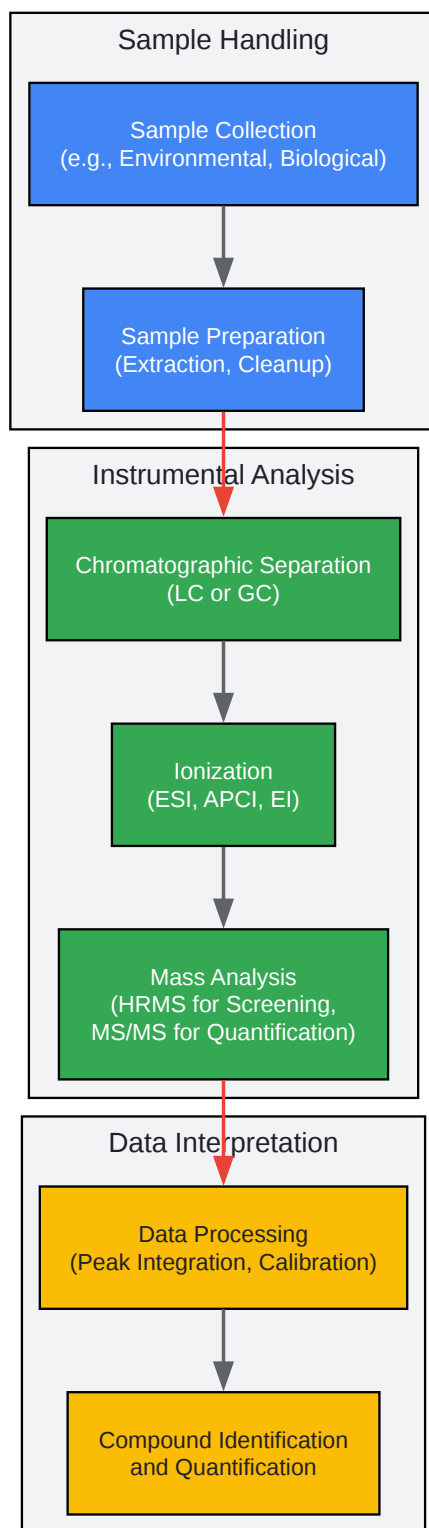 Sample Handling
Sample Collection
(e.g., Environmental, Biological)
Sample Preparation
(Extraction, Cleanup)
Instrumental Analysis
Chromatographic Separation
(LC or GC)
Ionization
(ESI, APCI, EI)
Mass Analysis
(HRMS for Screening,
MS/MS for Quantification)
Data Interpretation
Data Processing
(Peak Integration, Calibration)
Compound Identification
and Quantification